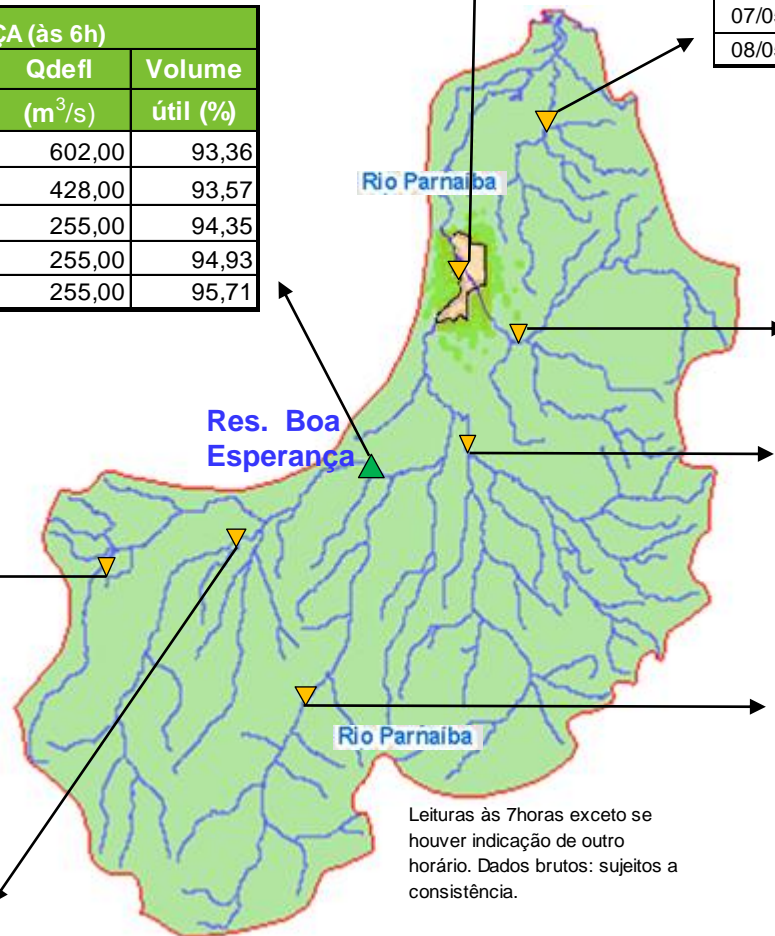 ÇA (às 6h)
Qdefl Volume
(m³/s) útil (%)
602,00 93,36
428,00 93,57
255,00 94,35
255,00 94,93
255,00 95,71
07/0
08/0
Rio Parnaíba
Res. Boa
Esperança
Rio Parnaíba
Leituras às 7horas exceto se
houver indicação de outro
horário. Dados brutos: sujeitos a
consistência.